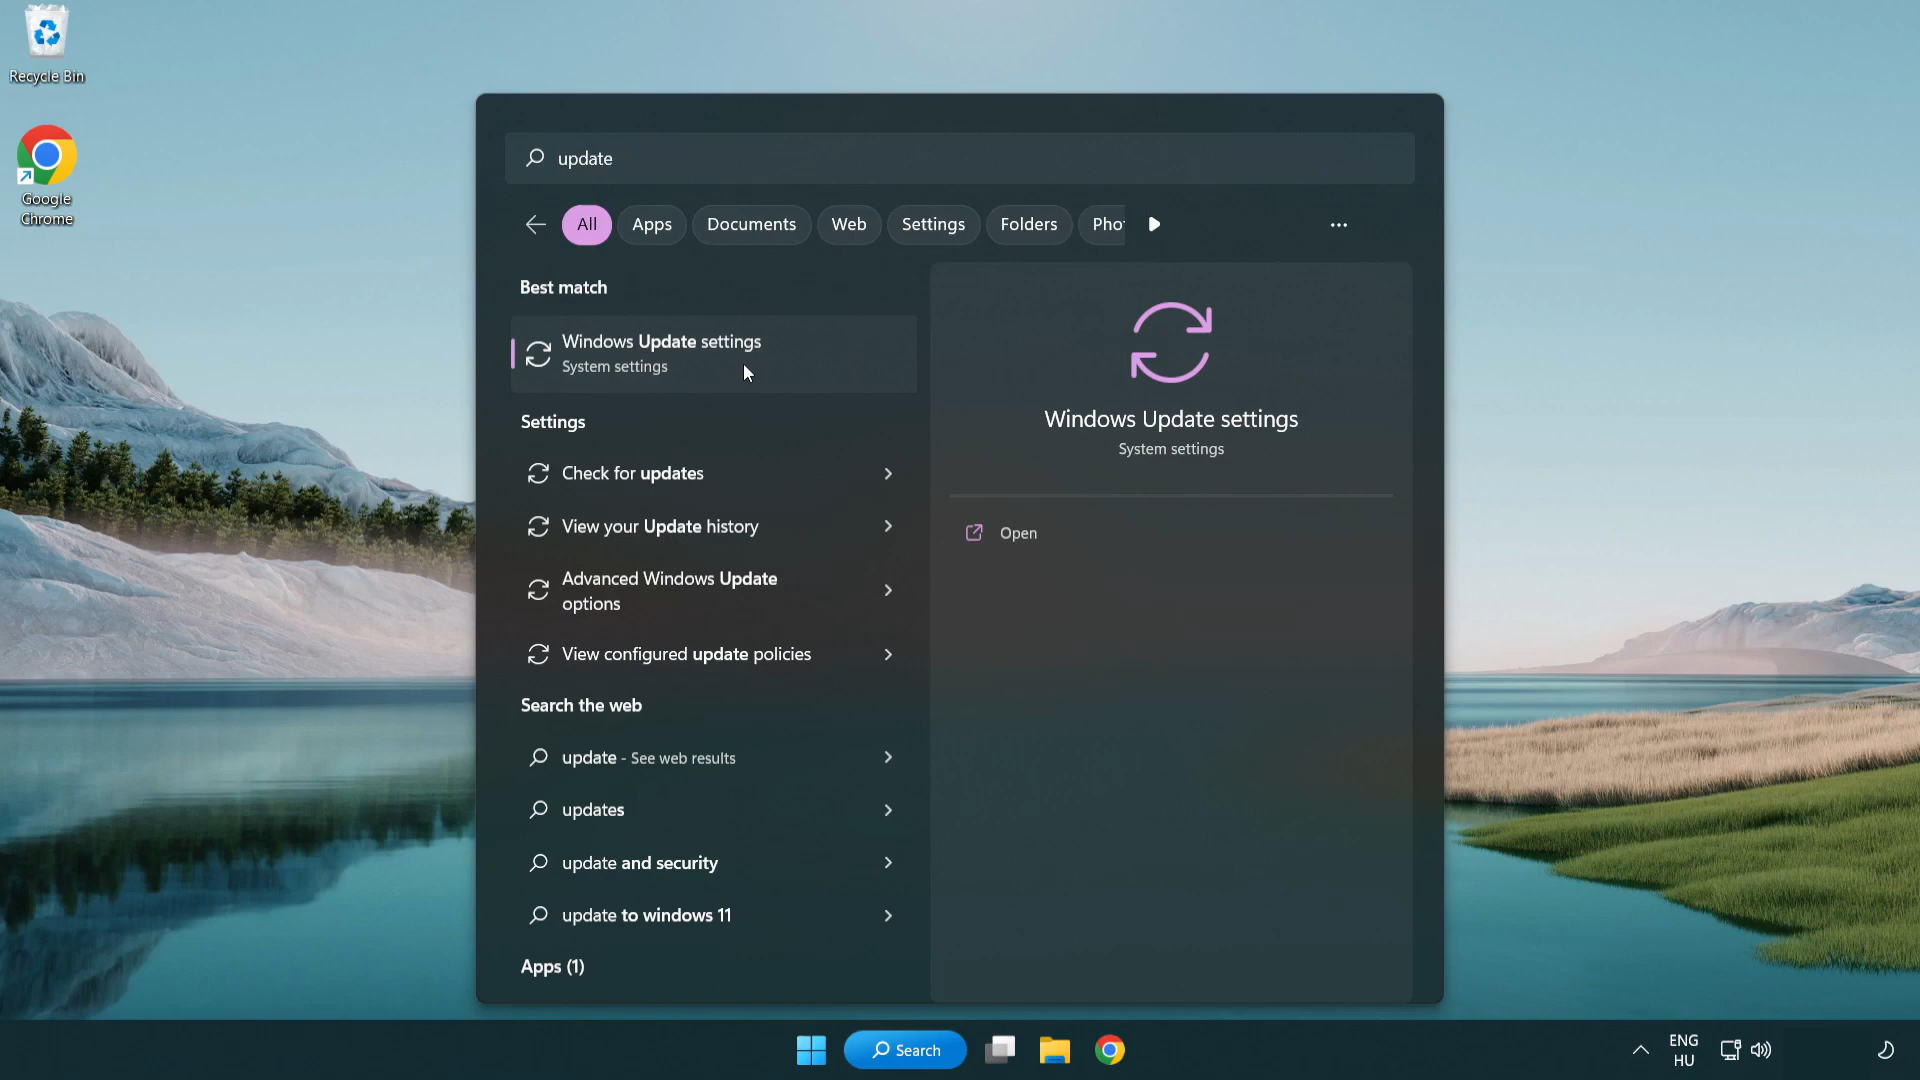 Recycle Bin
Google
Chrome
update
All
Apps
Documents
Web
Settings
Folders
Pho
Best match
Windows Update settings
System settings
Settings
Check for updates
View your Update history
Advanced Windows Update
options
View configured update policies
Search the web
update - See web results
updates
update and security
update to windows 11
Apps (1)
Windows Update settings
System settings
Open
Search
ENG
HU